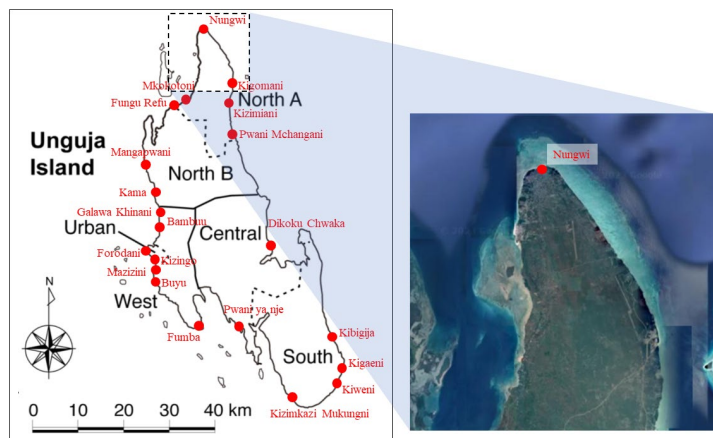 Nungwi
Mkokotoni
Kigomani
Fungu Refu
North A
Kizimiani
Pwani Mchangani
Unguja
Island
Mangapwani
North B
Kama
Galawa Khinani
Bambuu
Urban
Central
Dikoku Chwaka
Forodani
Kizingo
Mazizini
West
Buyu
Fumba
Pwani ya nje
Kibigija
South
Kigaeni
Kiweni
Kizimkazi Mukungni
N
0 10 20 30 40 km
Nungwi